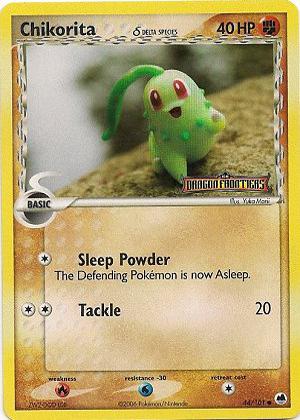 Chikorita δ DELTA SPECIES 40 HP
EX
DRAGON FRONTIERS
Illus. Yuka Morii
BASIC
Sleep Powder
The Defending Pokémon is now Asleep.
Tackle 20
weakness resistance -30 retreat cost
©2006 Pokémon/Nintendo 44/101